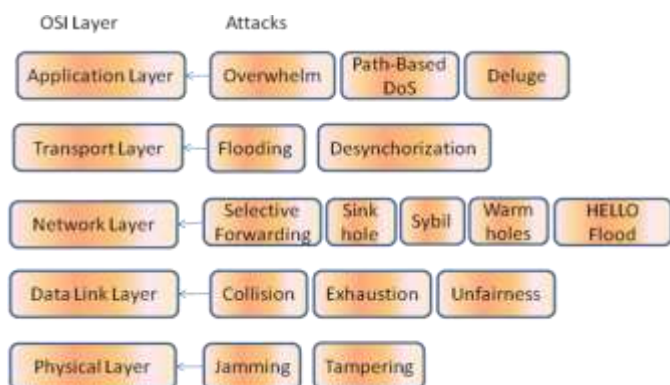 OSI Layer Attacks
Application Layer Overwhelm Path-Based DoS Deluge
Transport Layer Flooding Desynchorization
Network Layer Selective Forwarding Sink hole Sybil Warm holes HELLO Flood
Data Link Layer Collision Exhaustion Unfairness
Physical Layer Jamming Tampering